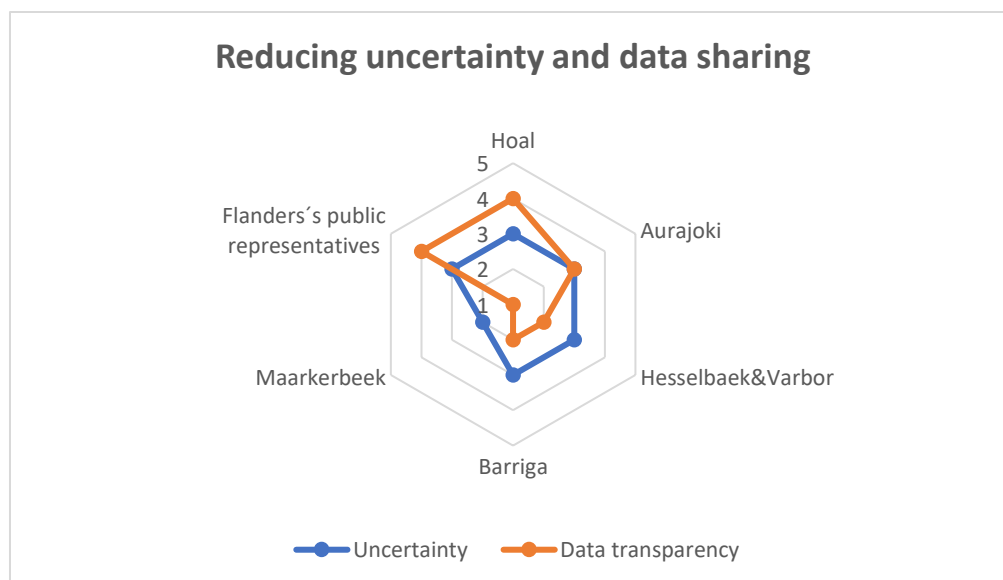 Reducing uncertainty and data sharing
Hoal
5
4
3
2
1
Flanders´s public
representatives
Aurajoki
Maarkerbeek
Hesselbaek&Varbor
Barriga
Uncertainty
Data transparency